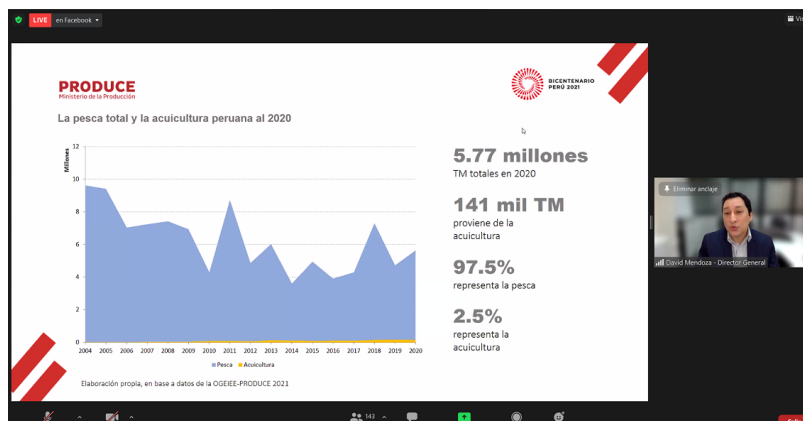 LIVE en Facebook
PRODUCE
Ministerio de la Producción
BICENTENARIO
PERÚ 2021
La pesca total y la acuicultura peruana al 2020
Millones
12
10
8
6
4
2
0
2004 2005 2006 2007 2008 2009 2010 2011 2012 2013 2014 2015 2016 2017 2018 2019 2020
Pesca Acuicultura
Elaboración propia, en base a datos de la OGEIEE-PRODUCE 2021
5.77 millones
TM totales en 2020
141 mil TM
proviene de la
acuicultura
97.5%
representa la pesca
2.5%
representa la
acuicultura
Eliminar anclaje
David Mendoza - Director General
143